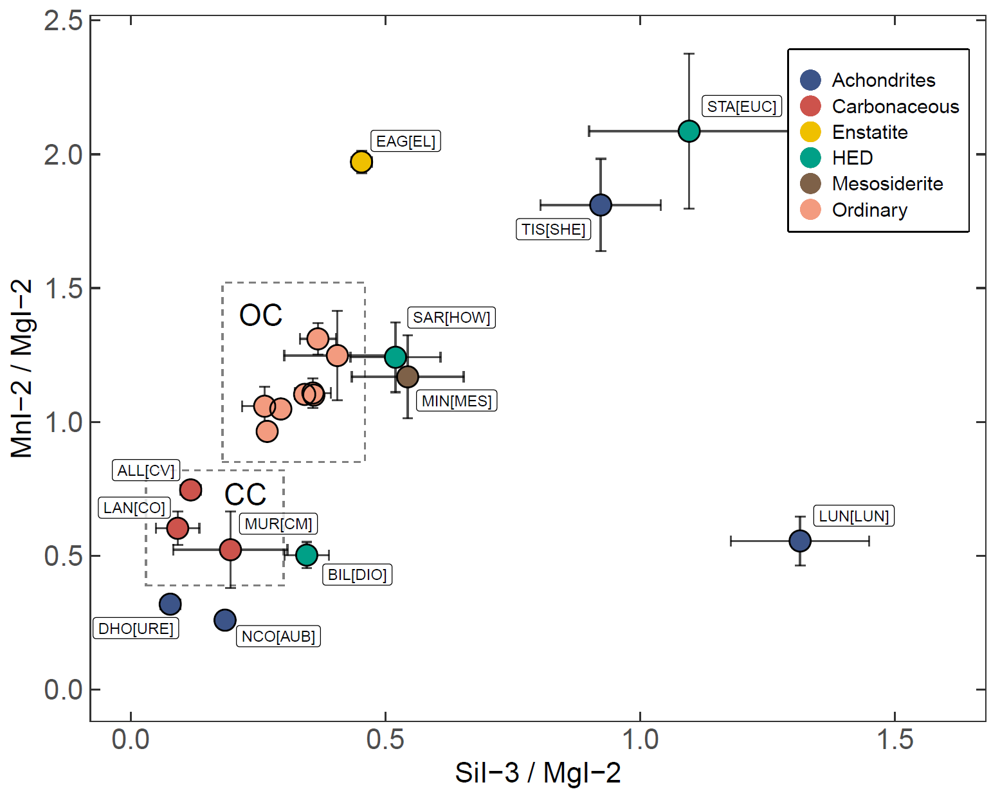 2.5
2.0
1.5
1.0
0.5
0.0
MnI−2 / MgI−2
0.0
0.5
1.0
1.5
SiI−3 / MgI−2
Achondrites
Carbonaceous
Enstatite
HED
Mesosiderite
Ordinary
STA[EUC]
EAG[EL]
TIS[SHE]
OC
SAR[HOW]
MIN[MES]
ALL[CV]
CC
LAN[CO]
MUR[CM]
LUN[LUN]
BIL[DIO]
DHO[URE]
NCO[AUB]